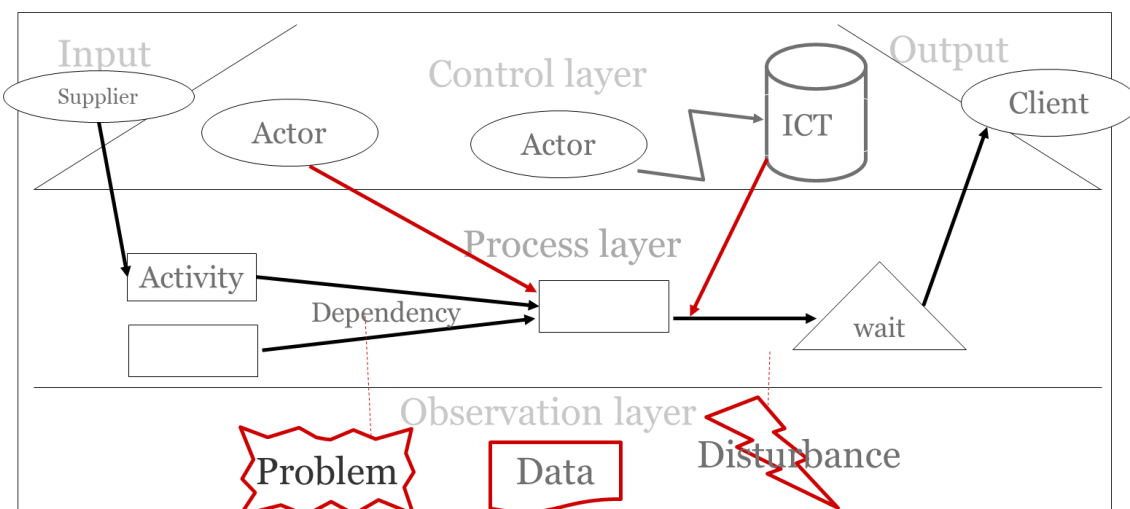 Input
Control layer
Output
Supplier
Actor
Actor
ICT
Client
Process layer
Activity
Dependency
wait
Observation layer
Problem
Data
Disturbance